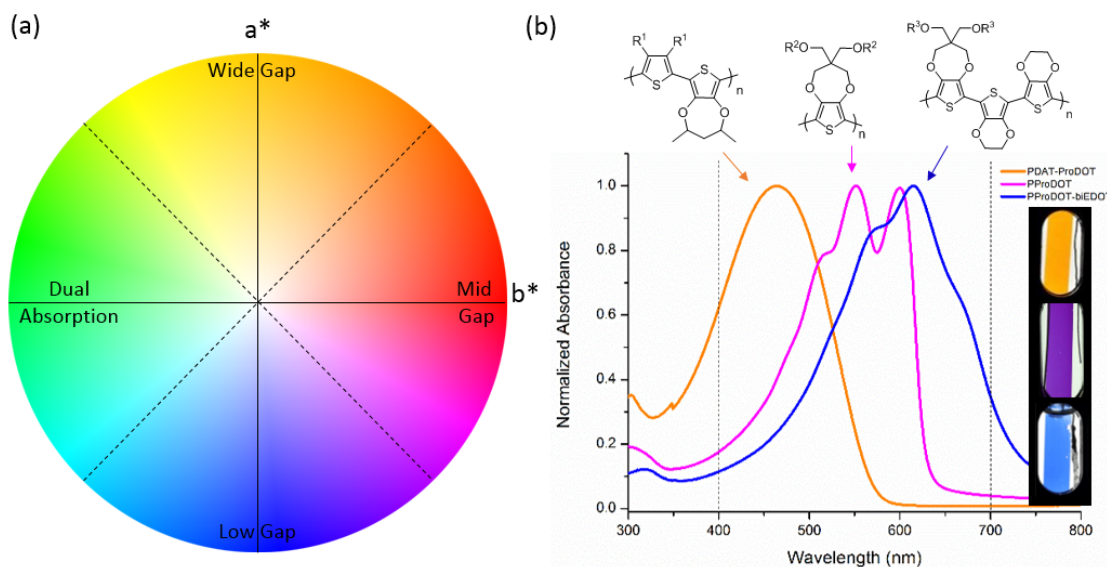 (a)
a*
Wide Gap
Dual
Absorption
Mid
Gap
b*
Low Gap
(b)
R¹ R¹
S
S
n
O O
R²O OR²
O O
S
n
R³O OR³
O O
S
S
O O
O O
S
n
PDAT-ProDOT
PProDOT
PProDOT-biEDOT
Normalized Absorbance
1.0
0.8
0.6
0.4
0.2
0.0
300 400 500 600 700 800
Wavelength (nm)